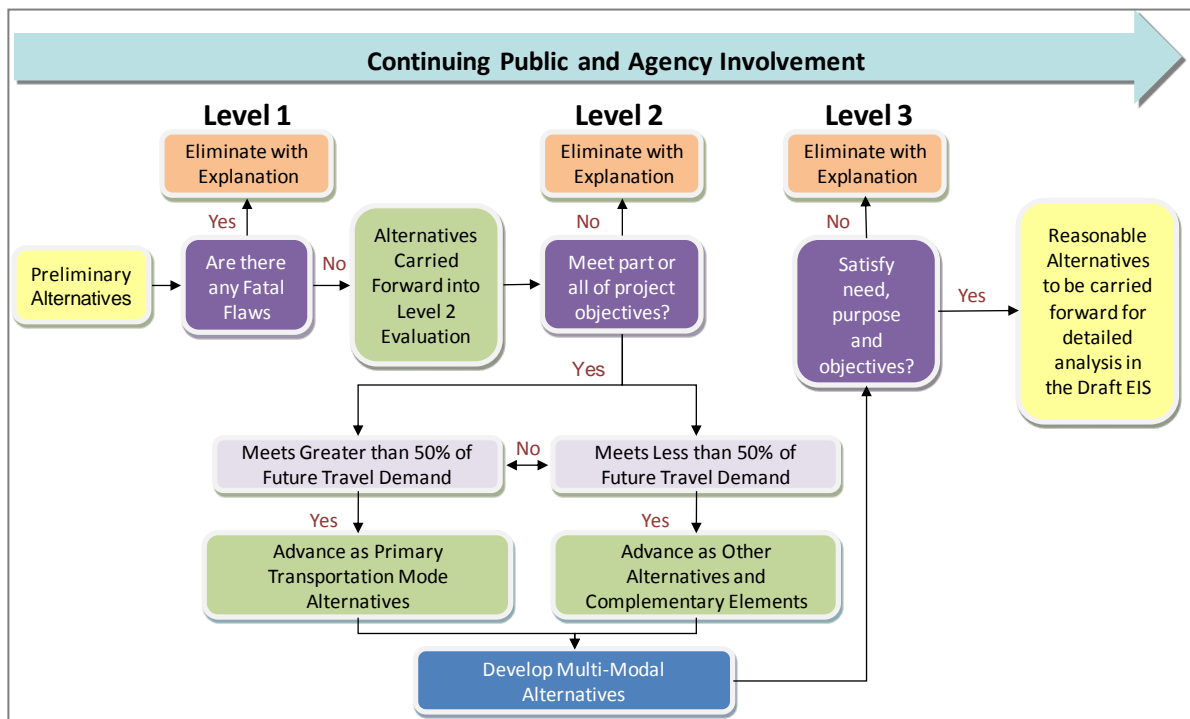 Continuing Public and Agency Involvement
Level 1
Level 2
Level 3
Eliminate with
Explanation
Eliminate with
Explanation
Eliminate with
Explanation
Yes
No
No
Preliminary
Alternatives
Are there
any Fatal
Flaws
No
Alternatives
Carried
Forward into
Level 2
Evaluation
Meet part or
all of project
objectives?
Satisfy
need,
purpose
and
objectives?
Yes
Reasonable
Alternatives
to be carried
forward for
detailed
analysis in
the Draft EIS
Yes
Meets Greater than 50% of
Future Travel Demand
No
Meets Less than 50% of
Future Travel Demand
Yes
Yes
Advance as Primary
Transportation Mode
Alternatives
Advance as Other
Alternatives and
Complementary Elements
Develop Multi-Modal
Alternatives